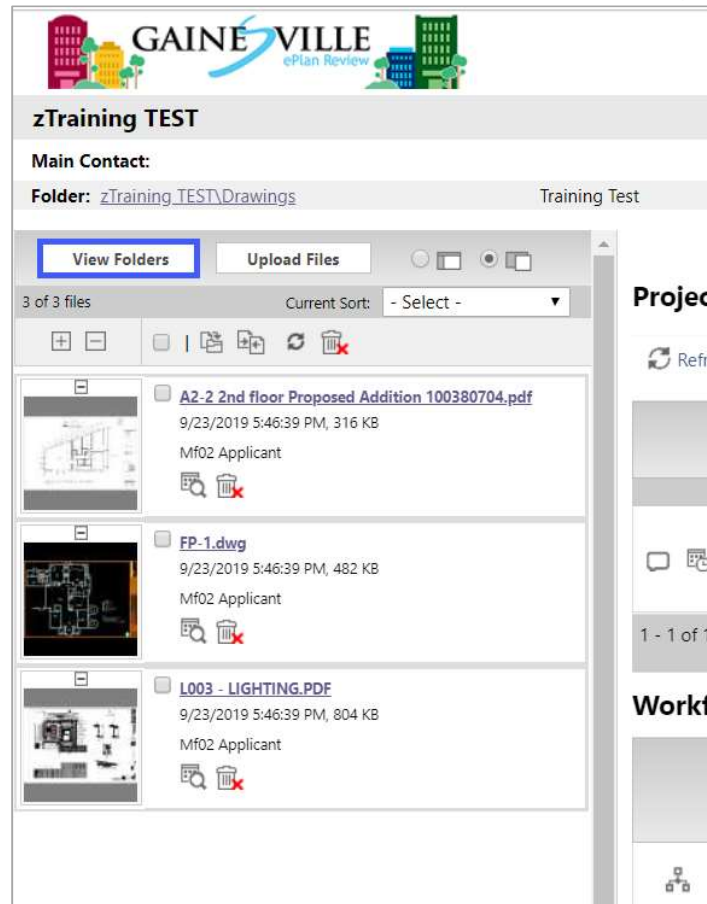 GAINESVILLE
ePlan Review
zTraining TEST
Main Contact:
Folder: zTraining TEST\Drawings Training Test
View Folders Upload Files
3 of 3 files Current Sort: - Select -
Projec
Refr
A2-2 2nd floor Proposed Addition 100380704.pdf
9/23/2019 5:46:39 PM, 316 KB
Mf02 Applicant
FP-1.dwg
9/23/2019 5:46:39 PM, 482 KB
Mf02 Applicant
1 - 1 of 1
L003 - LIGHTING.PDF
9/23/2019 5:46:39 PM, 804 KB
Mf02 Applicant
Workf